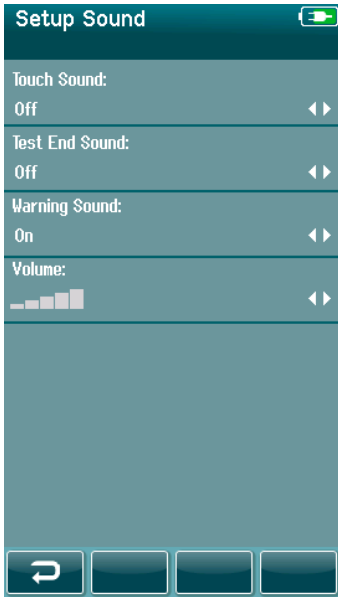 Setup Sound
Touch Sound:
Off
Test End Sound:
Off
Warning Sound:
On
Volume: